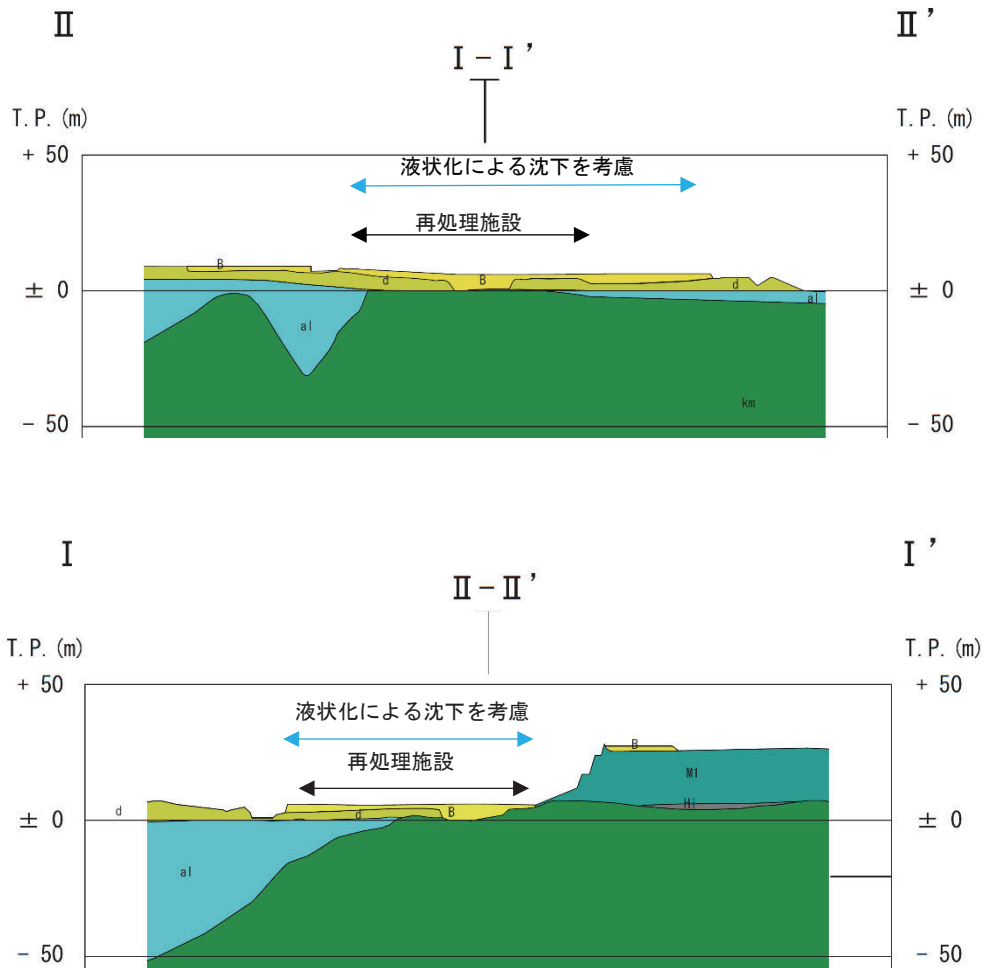 Ⅱ Ⅱ’
Ⅰ-Ⅰ’
T.P.(m) T.P.(m)
+ 50 + 50
液状化による沈下を考慮
再処理施設
B
d B d
± 0 ± 0
al
al
km
- 50 - 50
Ⅰ Ⅰ’
Ⅱ-Ⅱ’
T.P.(m) T.P.(m)
+ 50 + 50
液状化による沈下を考慮
再処理施設
B
M1
Hi
d d B
± 0 ± 0
al
- 50 - 50